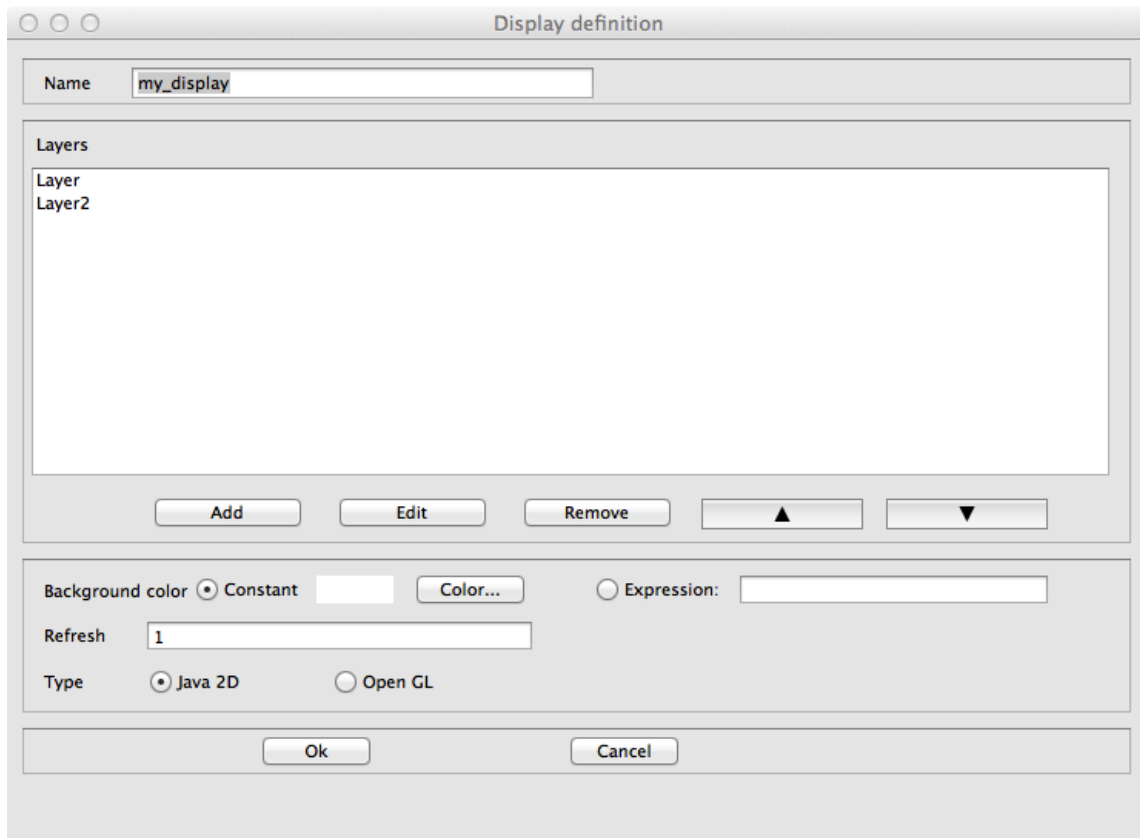 Display definition
Name my_display
Layers
Layer
Layer2
Add Edit Remove ▲ ▼
Background color Constant Color... Expression:
Refresh 1
Type Java 2D Open GL
Ok Cancel